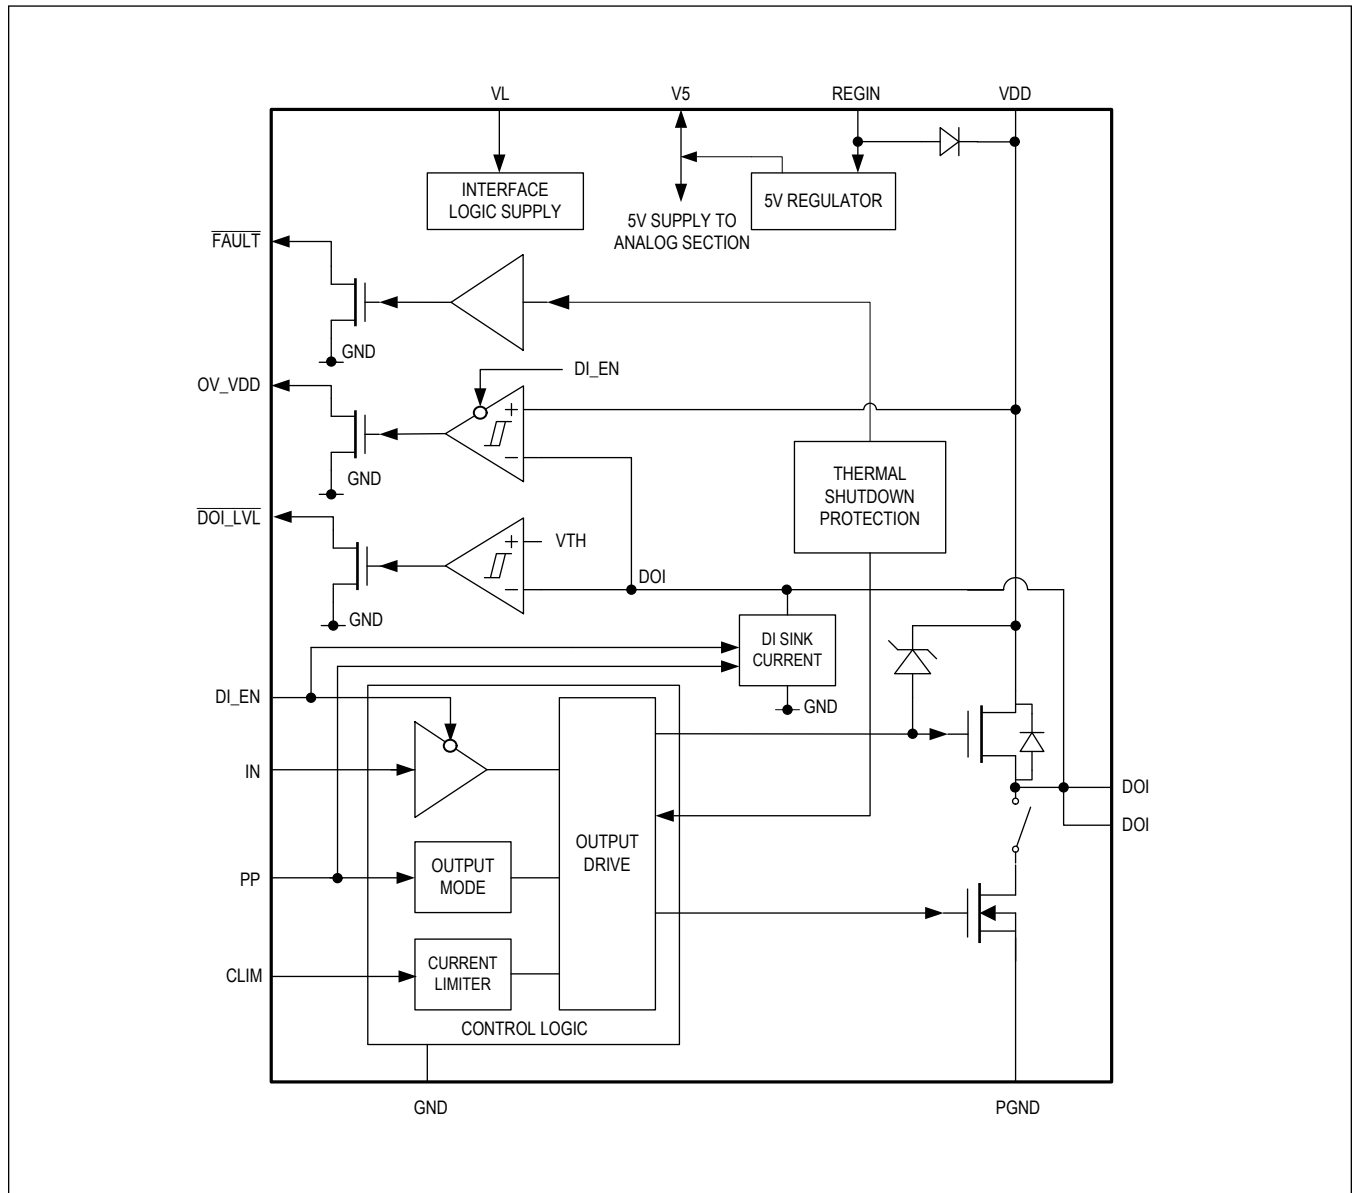 VL
V5
REGIN
VDD
INTERFACE
LOGIC SUPPLY
5V REGULATOR
5V SUPPLY TO
ANALOG SECTION
FAULT
GND
DI_EN
OV_VDD
+
−
GND
THERMAL
SHUTDOWN
PROTECTION
DOI_LVL
+
VTH
−
DOI
GND
DI SINK
CURRENT
GND
DI_EN
IN
DOI
DOI
OUTPUT
DRIVE
PP
OUTPUT
MODE
CLIM
CURRENT
LIMITER
CONTROL LOGIC
GND
PGND